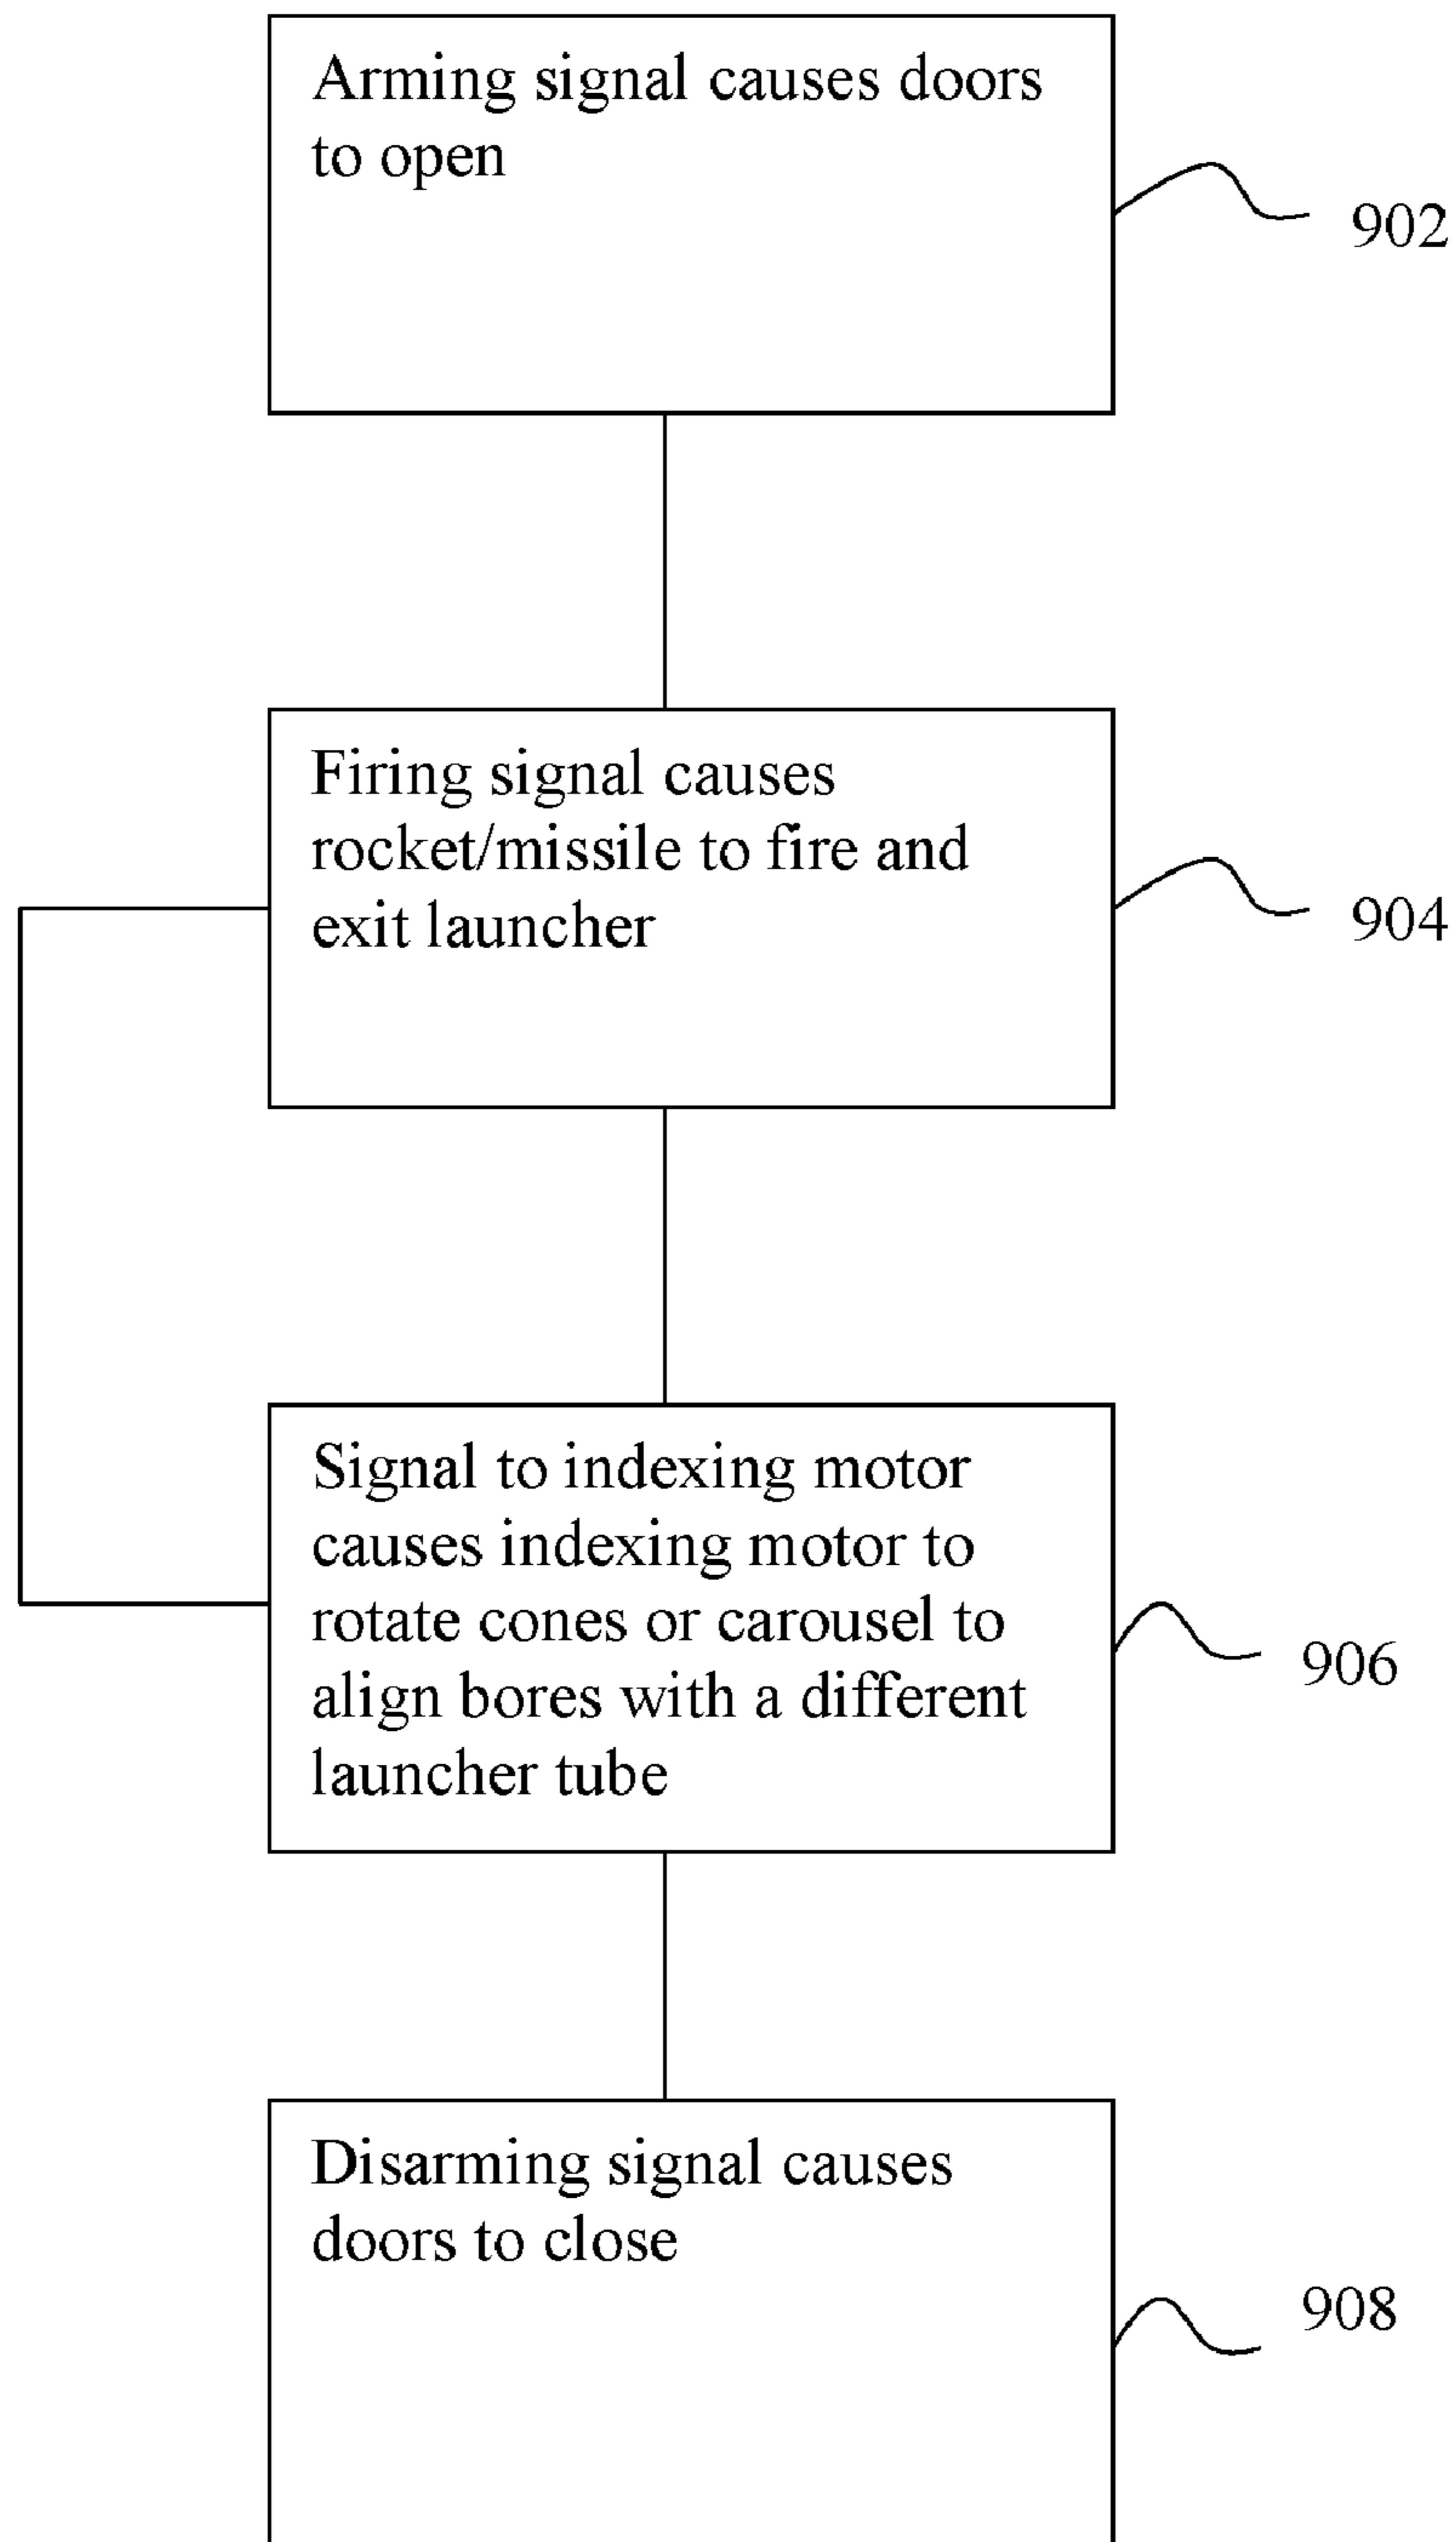 Arming signal causes doors
to open
902
Firing signal causes
rocket/missile to fire and
exit launcher
904
Signal to indexing motor
causes indexing motor to
rotate cones or carousel to
align bores with a different
launcher tube
906
Disarming signal causes
doors to close
908